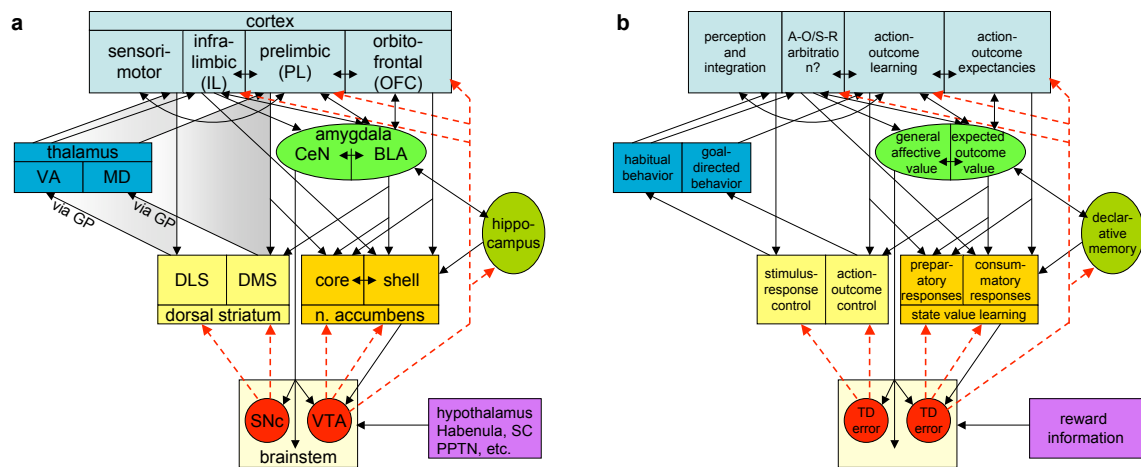 a
cortex
sensori-
motor
infra-
limbic
(IL)
prelimbic
(PL)
orbito-
frontal
(OFC)
amygdala
CeN
BLA
thalamus
VA
MD
via GP
via GP
hippo-
campus
DLS
DMS
dorsal striatum
core
shell
n. accumbens
SNc
VTA
brainstem
hypothalamus
Habenula, SC
PPTN, etc.
b
perception
and
integration
A-O/S-R
arbitratio
n?
action-
outcome
learning
action-
outcome
expectancies
general
affective
value
expected
outcome
value
habitual
behavior
goal-
directed
behavior
declar-
ative
memory
stimulus-
response
control
action-
outcome
control
prepar-
atory
responses
consum-
matory
responses
state value learning
TD
error
TD
error
reward
information